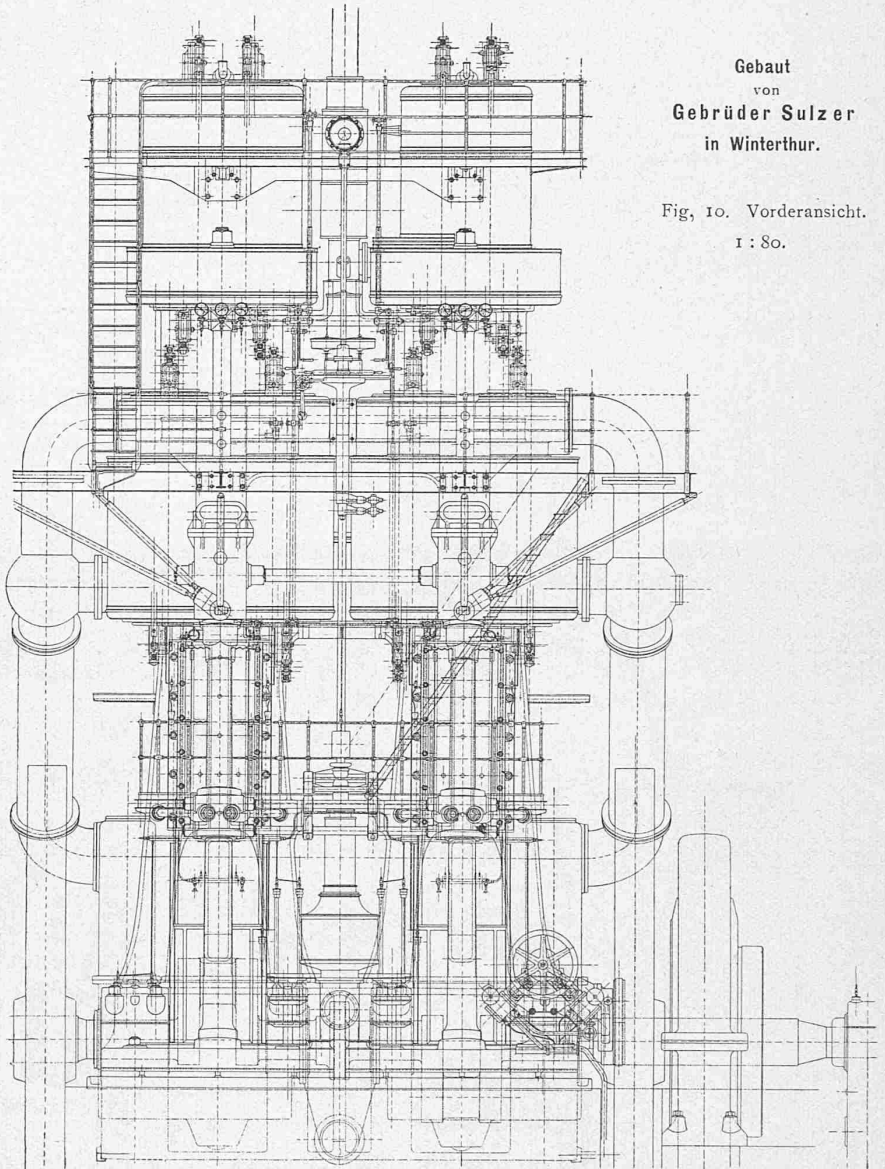 Gebaut
von
Gebrüder Sulzer
in Winterthur.
Fig, 10. Vorderansicht.
1 : 80.